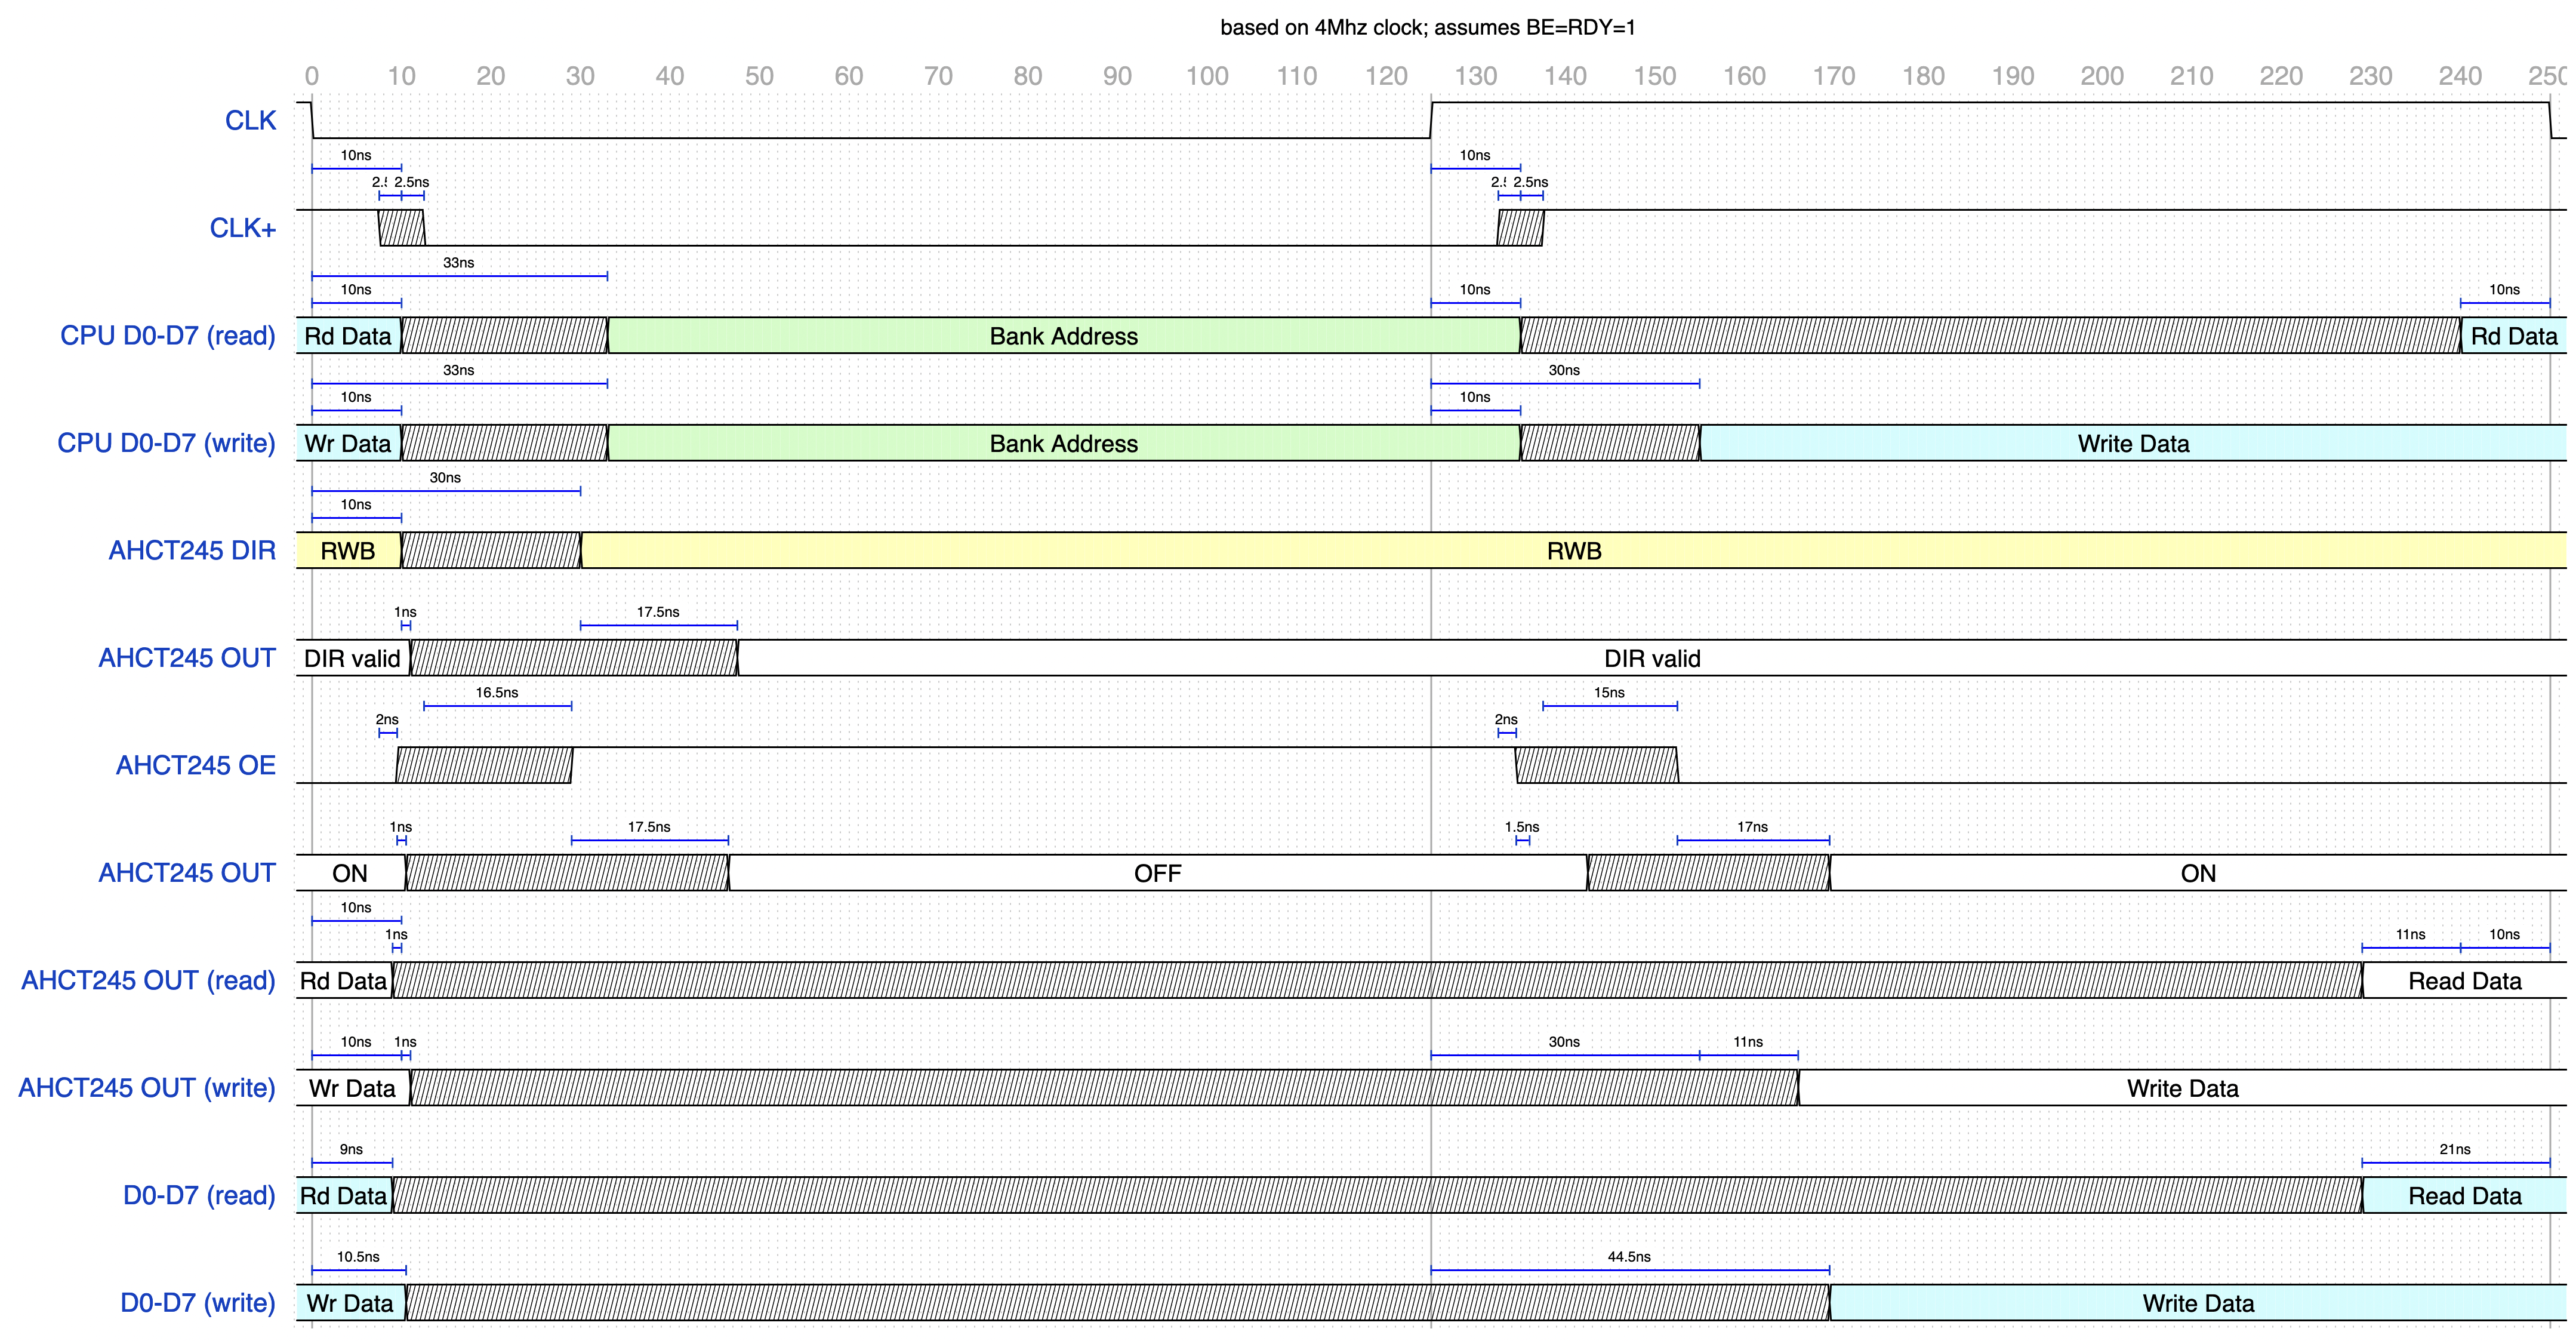 based on 4Mhz clock; assumes BE=RDY=1
0 10 20 30 40 50 60 70 80 90 100 110 120 130 140 150 160 170 180 190 200 210 220 230 240 250
CLK
10ns 10ns
2.5ns 2.5ns
CLK+
33ns
10ns 10ns 10ns
CPU D0-D7 (read) Rd Data Bank Address Rd Data
33ns 30ns
10ns 10ns
CPU D0-D7 (write) Wr Data Bank Address Write Data
30ns
10ns
AHCT245 DIR RWB RWB
1ns 17.5ns
AHCT245 OUT DIR valid DIR valid
16.5ns 15ns
2ns 2ns
AHCT245 OE
1ns 17.5ns 1.5ns 17ns
AHCT245 OUT ON OFF ON
10ns
1ns 11ns 10ns
AHCT245 OUT (read) Rd Data Read Data
10ns 1ns 30ns 11ns
AHCT245 OUT (write) Wr Data Write Data
9ns 21ns
D0-D7 (read) Rd Data Read Data
10.5ns 44.5ns
D0-D7 (write) Wr Data Write Data